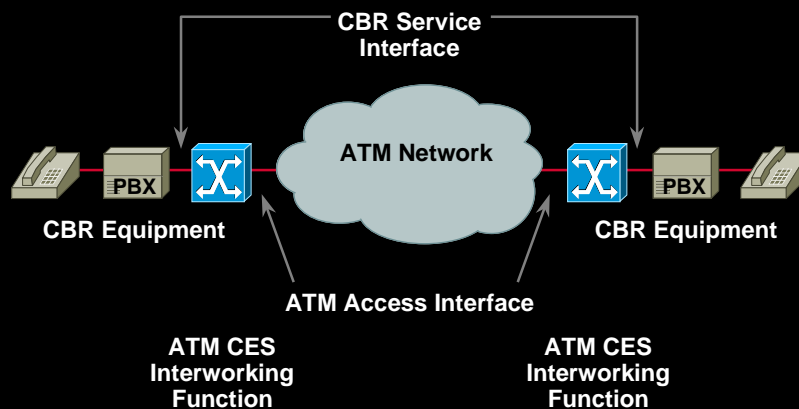 CBR Service
Interface
ATM Network
PBX
PBX
CBR Equipment
CBR Equipment
ATM Access Interface
ATM CES
Interworking
Function
ATM CES
Interworking
Function